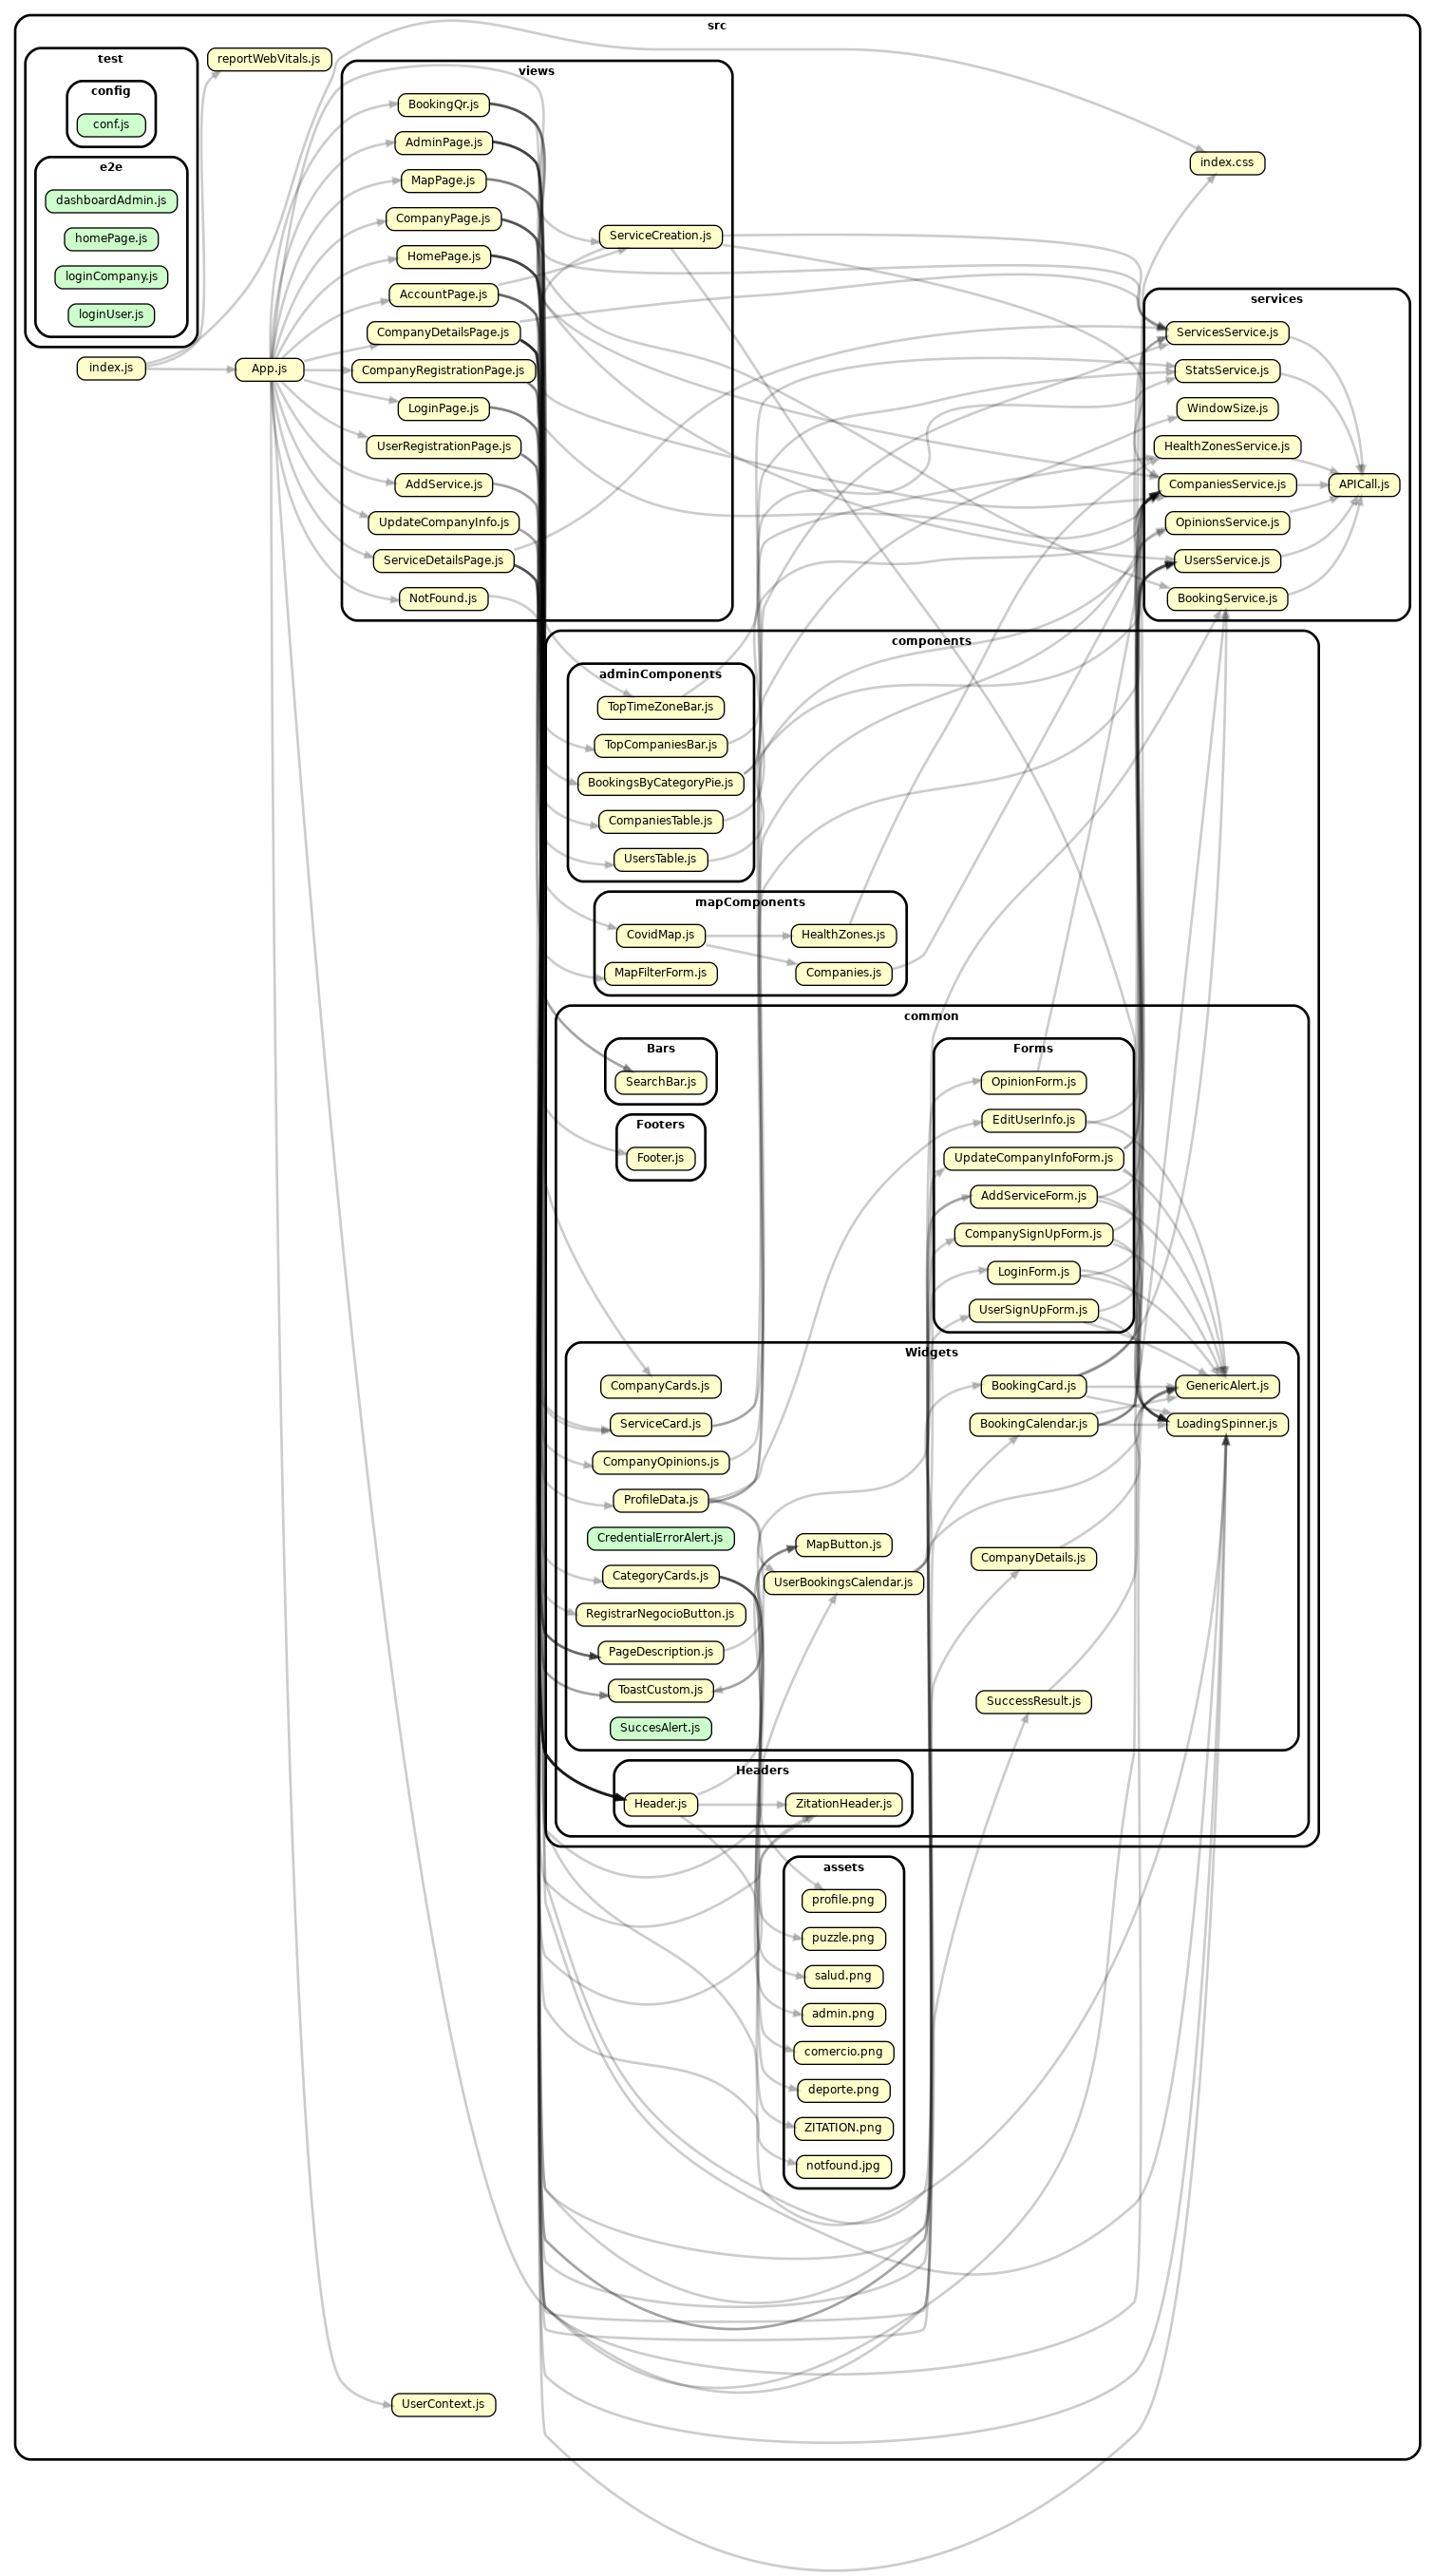 src
test
config
conf.js
e2e
dashboardAdmin.js
homePage.js
loginCompany.js
loginUser.js
reportWebVitals.js
index.js
App.js
views
BookingQr.js
AdminPage.js
MapPage.js
CompanyPage.js
HomePage.js
AccountPage.js
CompanyDetailsPage.js
CompanyRegistrationPage.js
LoginPage.js
UserRegistrationPage.js
AddService.js
UpdateCompanyInfo.js
ServiceDetailsPage.js
NotFound.js
ServiceCreation.js
index.css
services
ServicesService.js
StatsService.js
WindowSize.js
HealthZonesService.js
CompaniesService.js
APICall.js
OpinionsService.js
UsersService.js
BookingService.js
components
adminComponents
TopTimeZoneBar.js
TopCompaniesBar.js
BookingsByCategoryPie.js
CompaniesTable.js
UsersTable.js
mapComponents
CovidMap.js
HealthZones.js
MapFilterForm.js
Companies.js
common
Bars
SearchBar.js
Footers
Footer.js
Forms
OpinionForm.js
EditUserInfo.js
UpdateCompanyInfoForm.js
AddServiceForm.js
CompanySignUpForm.js
LoginForm.js
UserSignUpForm.js
Widgets
CompanyCards.js
ServiceCard.js
CompanyOpinions.js
ProfileData.js
CredentialErrorAlert.js
CategoryCards.js
RegistrarNegocioButton.js
PageDescription.js
ToastCustom.js
SuccesAlert.js
MapButton.js
UserBookingsCalendar.js
BookingCard.js
BookingCalendar.js
CompanyDetails.js
SuccessResult.js
GenericAlert.js
LoadingSpinner.js
Headers
Header.js
ZitationHeader.js
assets
profile.png
puzzle.png
salud.png
admin.png
comercio.png
deporte.png
ZITATION.png
notfound.jpg
UserContext.js